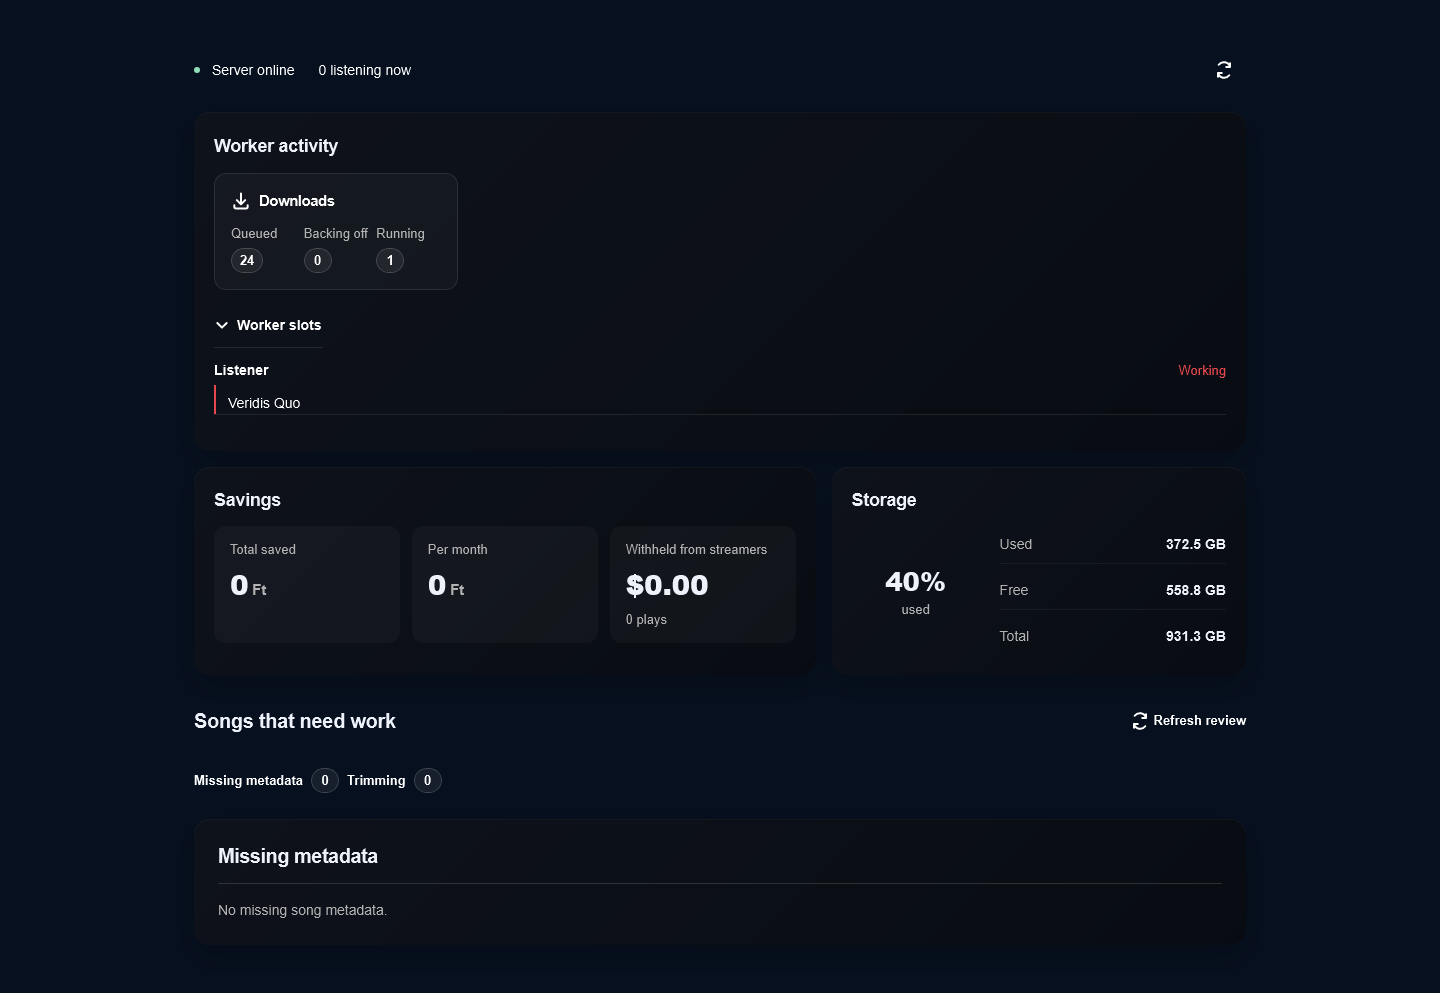 Server online 0 listening now
Worker activity
Downloads
Queued Backing off Running
24 0 1
Worker slots
Listener Working
Veridis Quo
Savings
Total saved
0 Ft
Per month
0 Ft
Withheld from streamers
$0.00
0 plays
Storage
40%
used
Used 372.5 GB
Free 558.8 GB
Total 931.3 GB
Songs that need work Refresh review
Missing metadata 0 Trimming 0
Missing metadata
No missing song metadata.